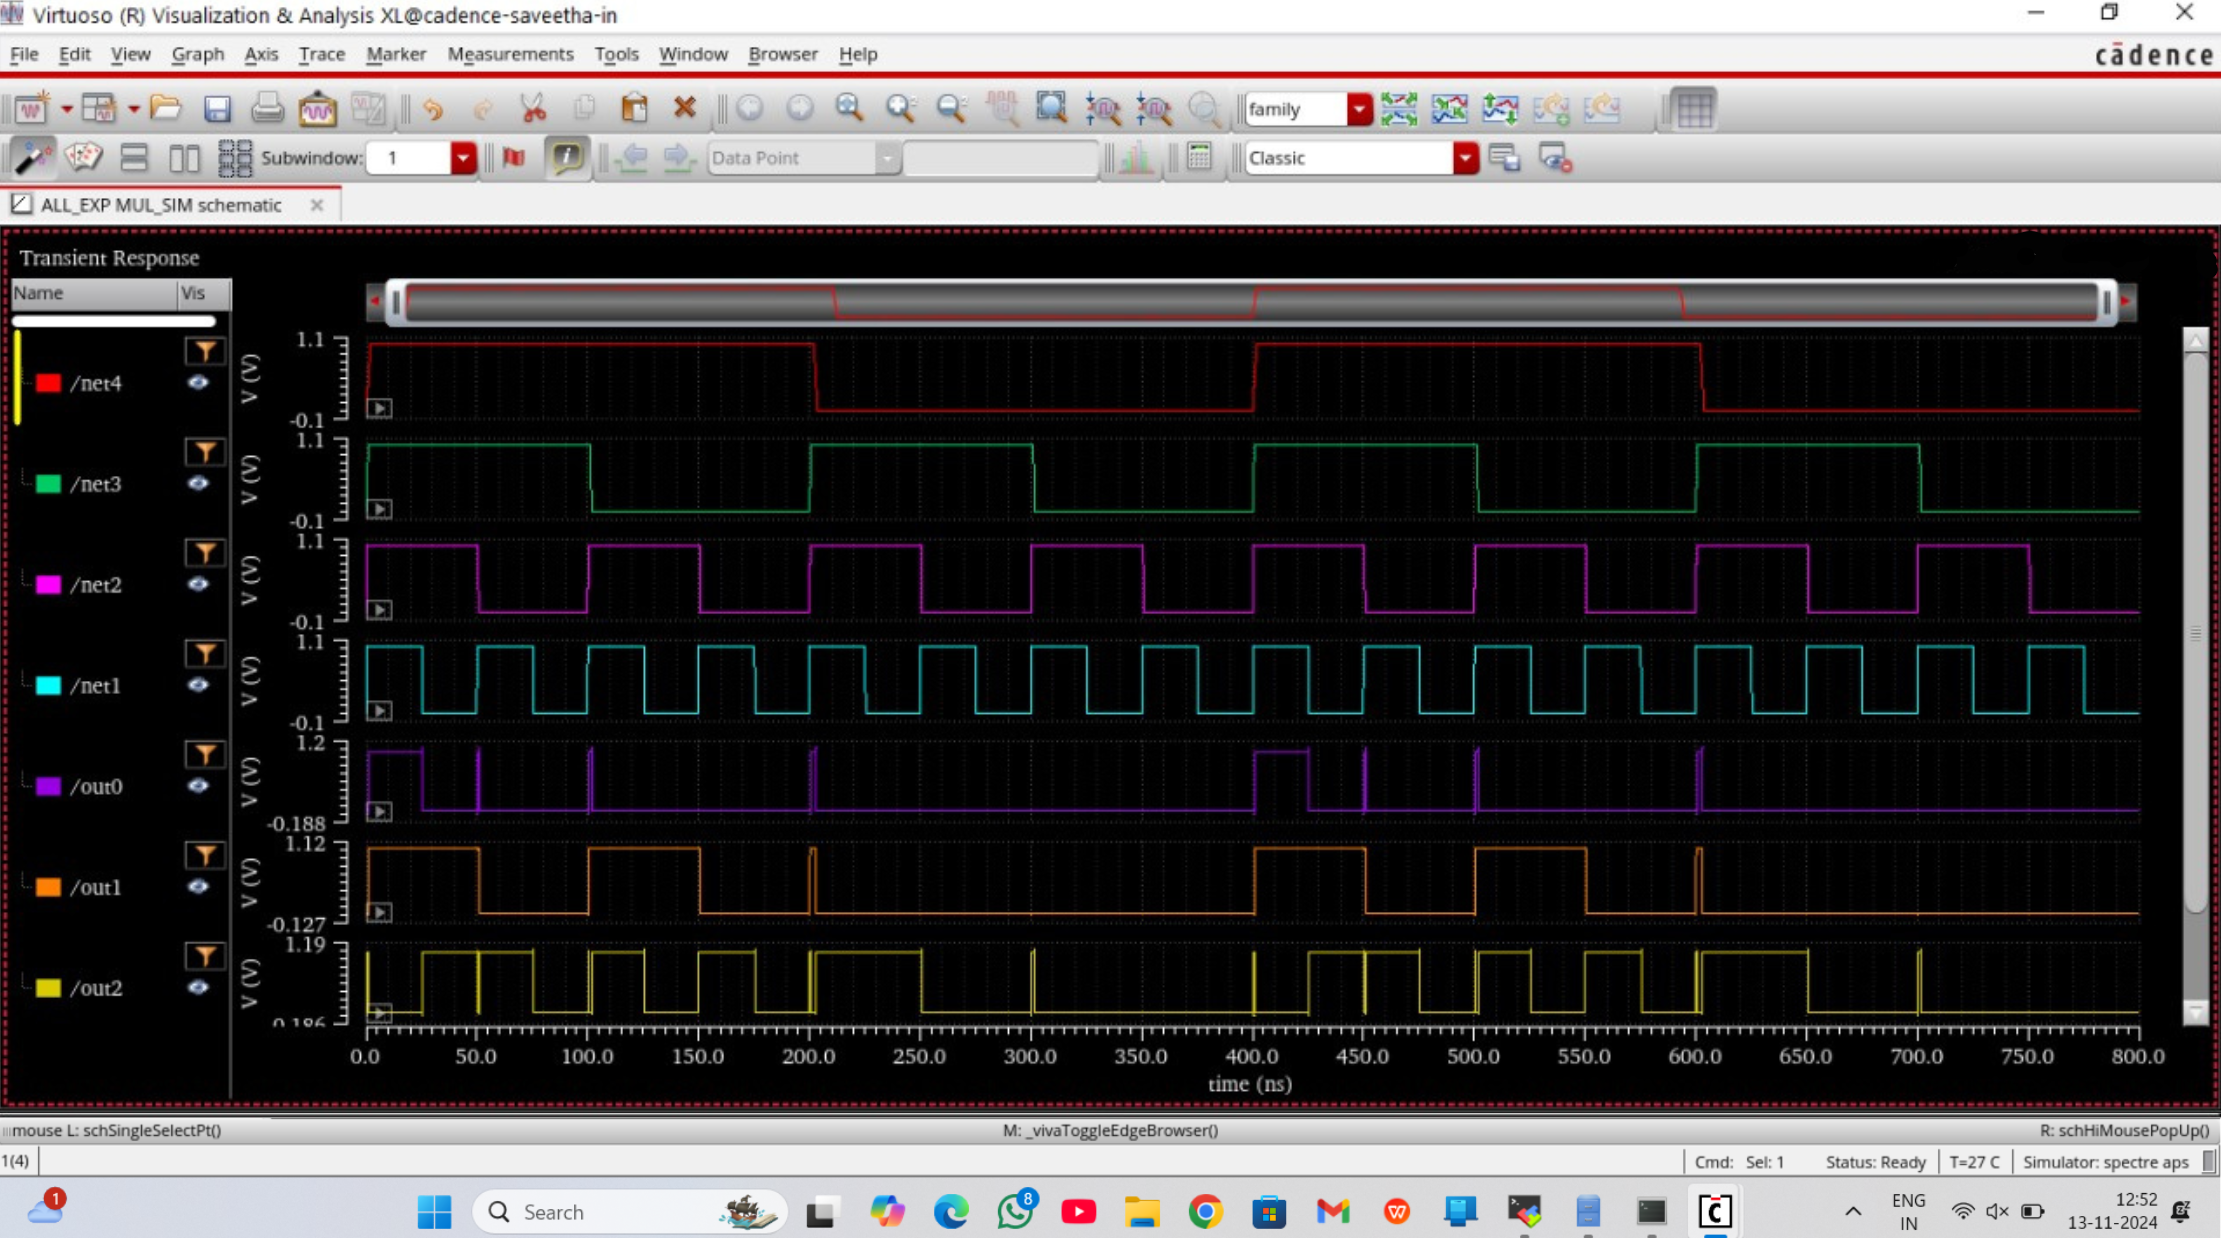 Virtuoso (R) Visualization & Analysis XL@cadence-saveetha-in
File Edit View Graph Axis Trace Marker Measurements Tools Window Browser Help
cādence
family
Subwindow: 1
Data Point
Classic
ALL_EXP MUL_SIM schematic
Transient Response
Name Vis
/net4
V (V)
1.1
-0.1
/net3
V (V)
1.1
-0.1
/net2
V (V)
1.1
-0.1
/net1
V (V)
1.1
-0.1
/out0
V (V)
1.2
-0.188
/out1
V (V)
1.12
-0.127
/out2
V (V)
1.19
0.0 50.0 100.0 150.0 200.0 250.0 300.0 350.0 400.0 450.0 500.0 550.0 600.0 650.0 700.0 750.0 800.0
time (ns)
mouse L: schSingleSelectPt() M: _vivaToggleEdgeBrowser() R: schHiMousePopUp()
1(4) Cmd: Sel: 1 Status: Ready T=27 C Simulator: spectre aps
1
Search
8
ENG
IN
12:52
13-11-2024